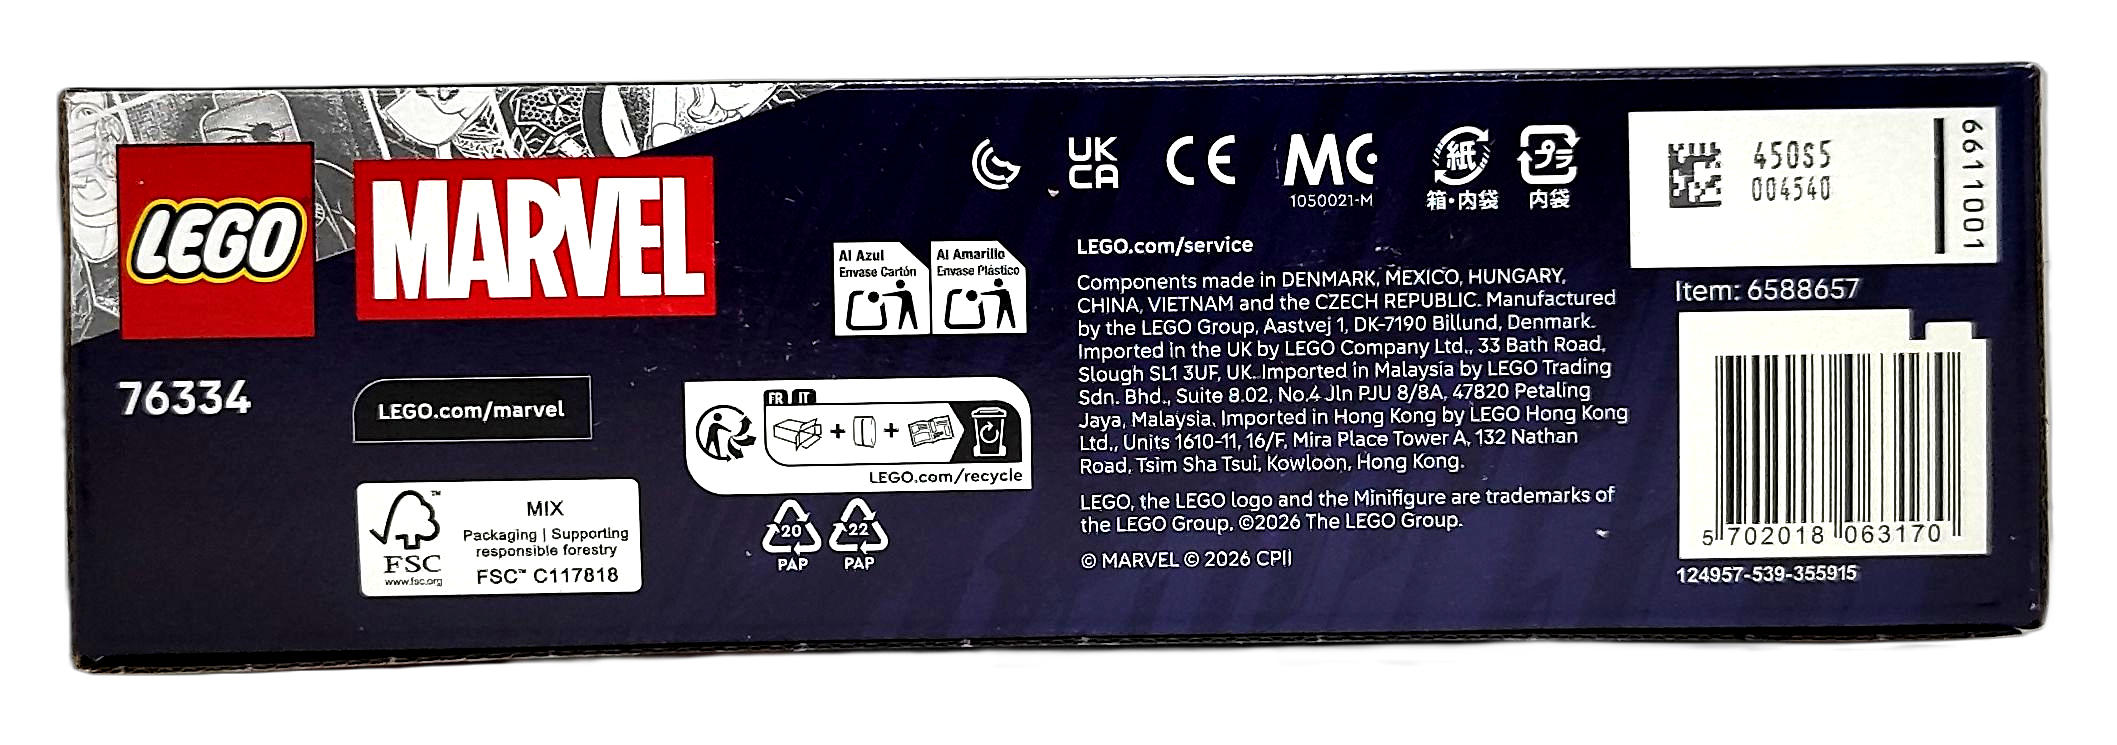 LEGO
MARVEL
76334
LEGO.com/marvel
FSC
www.fsc.org
MIX
Packaging | Supporting
responsible forestry
FSC™ C117818
Al Azul
Envase Cartón
Al Amarillo
Envase Plástico
FR IT
+ +
LEGO.com/recycle
20
PAP
22
PAP
UK
CA
CE
1050021-M
紙
箱・内袋
プラ
内袋
LEGO.com/service
Components made in DENMARK, MEXICO, HUNGARY,
CHINA, VIETNAM and the CZECH REPUBLIC. Manufactured
by the LEGO Group, Aastvej 1, DK-7190 Billund, Denmark.
Imported in the UK by LEGO Company Ltd., 33 Bath Road,
Slough SL1 3UF, UK. Imported in Malaysia by LEGO Trading
Sdn. Bhd., Suite 8.02, No.4 Jln PJU 8/8A, 47820 Petaling
Jaya, Malaysia. Imported in Hong Kong by LEGO Hong Kong
Ltd., Units 1610-11, 16/F, Mira Place Tower A, 132 Nathan
Road, Tsim Sha Tsui, Kowloon, Hong Kong.
LEGO, the LEGO logo and the Minifigure are trademarks of
the LEGO Group. ©2026 The LEGO Group.
© MARVEL © 2026 CPII
450S5
004540
6611001
Item: 6588657
5 702018 063170
124957-539-355915